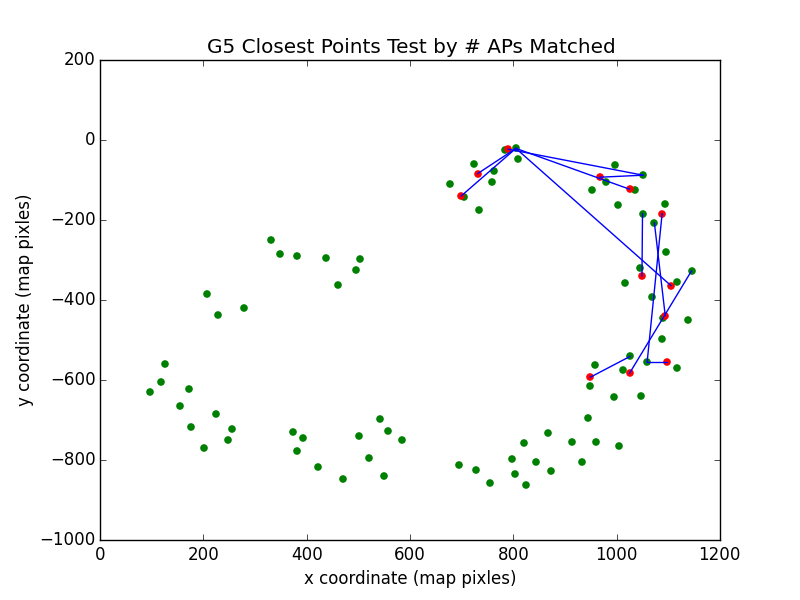 G5 Closest Points Test by # APs Matched
200
0
−200
−400
−600
−800
−1000
y coordinate (map pixles)
0 200 400 600 800 1000 1200
x coordinate (map pixles)